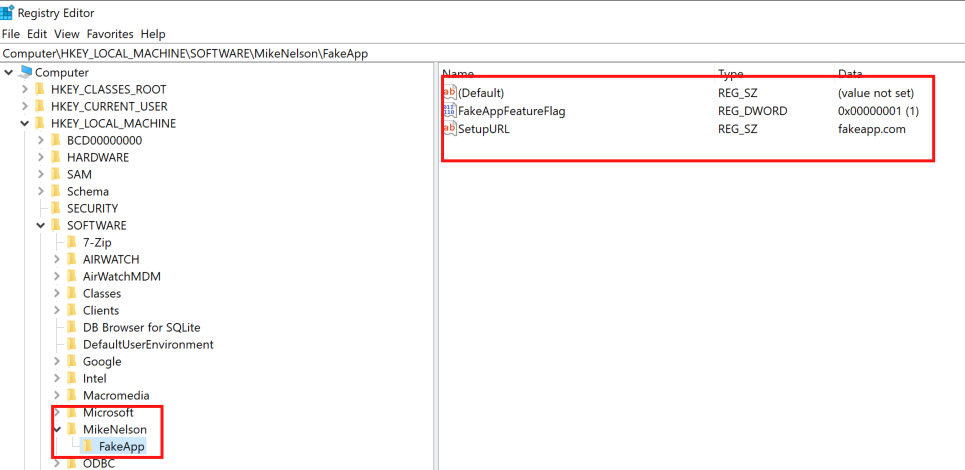 Registry Editor
File Edit View Favorites Help
Computer\HKEY_LOCAL_MACHINE\SOFTWARE\MikeNelson\FakeApp
Computer
HKEY_CLASSES_ROOT
HKEY_CURRENT_USER
HKEY_LOCAL_MACHINE
BCD00000000
HARDWARE
SAM
Schema
SECURITY
SOFTWARE
7-Zip
AIRWATCH
AirWatchMDM
Classes
Clients
DB Browser for SQLite
DefaultUserEnvironment
Google
Intel
Macromedia
Microsoft
MikeNelson
FakeApp
ODBC
Name Type Data
(Default) REG_SZ (value not set)
FakeAppFeatureFlag REG_DWORD 0x00000001 (1)
SetupURL REG_SZ fakeapp.com